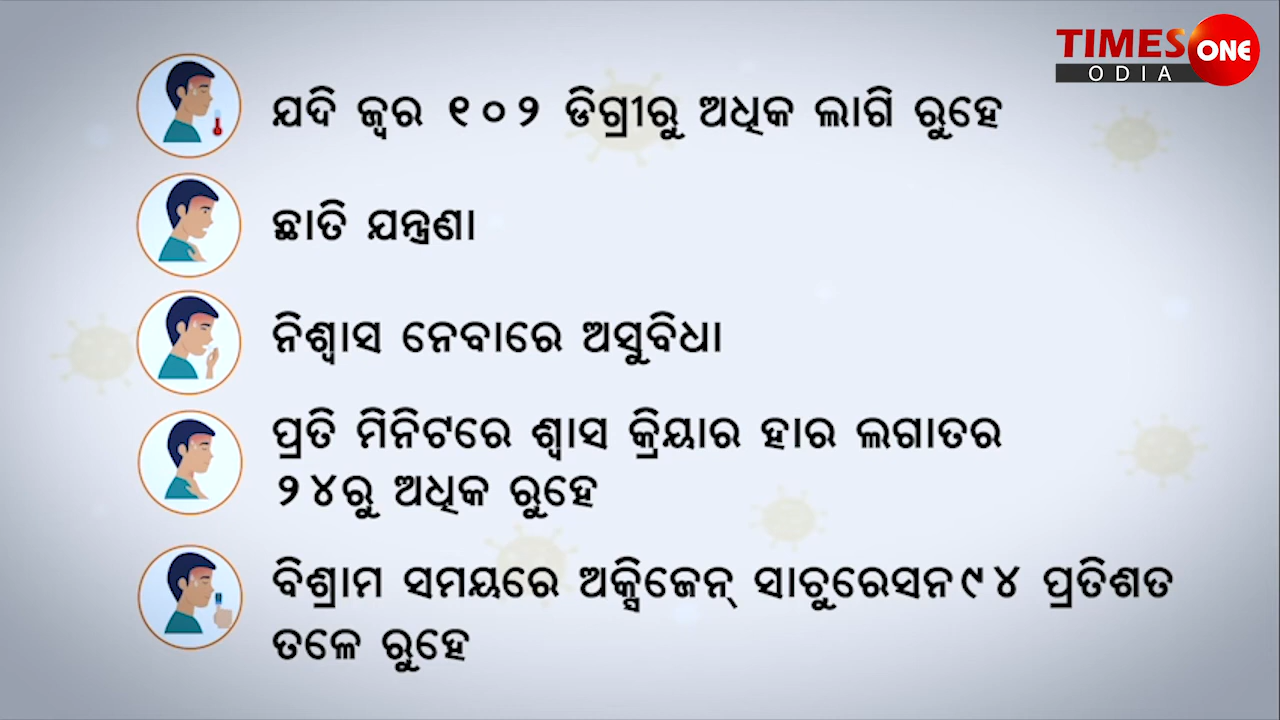 TIMES ONE
ODIA
ଯଦି ଜ୍ୱର ୧୦୨ ଡିଗ୍ରୀରୁ ଅଧିକ ଲାଗି ରୁହେ
ଛାତି ଯନ୍ତ୍ରଣା
ନିଶ୍ୱାସ ନେବାରେ ଅସୁବିଧା
ପ୍ରତି ମିନିଟରେ ଶ୍ୱାସ କ୍ରିୟାର ହାର ଲଗାତର
୨୪ରୁ ଅଧିକ ରୁହେ
ବିଶ୍ରାମ ସମୟରେ ଅକ୍ସିଜେନ୍ ସାଚୁରେସନ୯୪ ପ୍ରତିଶତ
ତଳେ ରୁହେ